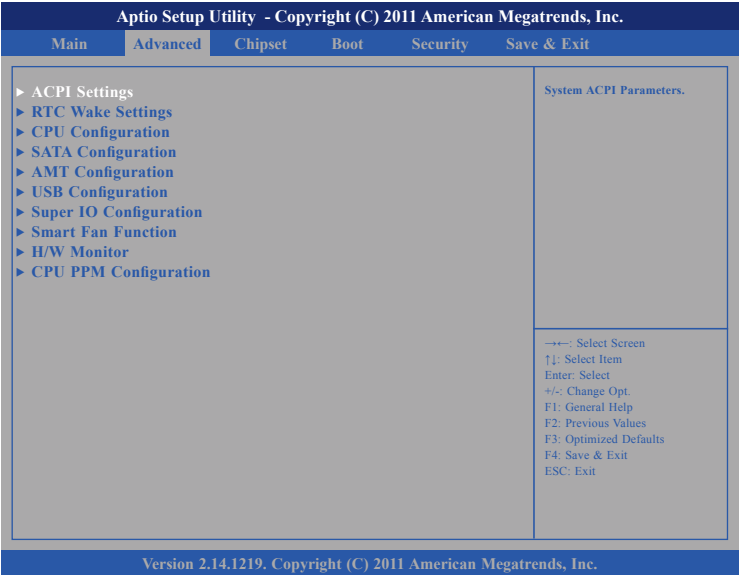 Aptio Setup Utility - Copyright (C) 2011 American Megatrends, Inc.
Main Advanced Chipset Boot Security Save & Exit
▶ ACPI Settings
▶ RTC Wake Settings
▶ CPU Configuration
▶ SATA Configuration
▶ AMT Configuration
▶ USB Configuration
▶ Super IO Configuration
▶ Smart Fan Function
▶ H/W Monitor
▶ CPU PPM Configuration
System ACPI Parameters.
→←: Select Screen
↑↓: Select Item
Enter: Select
+/-: Change Opt.
F1: General Help
F2: Previous Values
F3: Optimized Defaults
F4: Save & Exit
ESC: Exit
Version 2.14.1219. Copyright (C) 2011 American Megatrends, Inc.